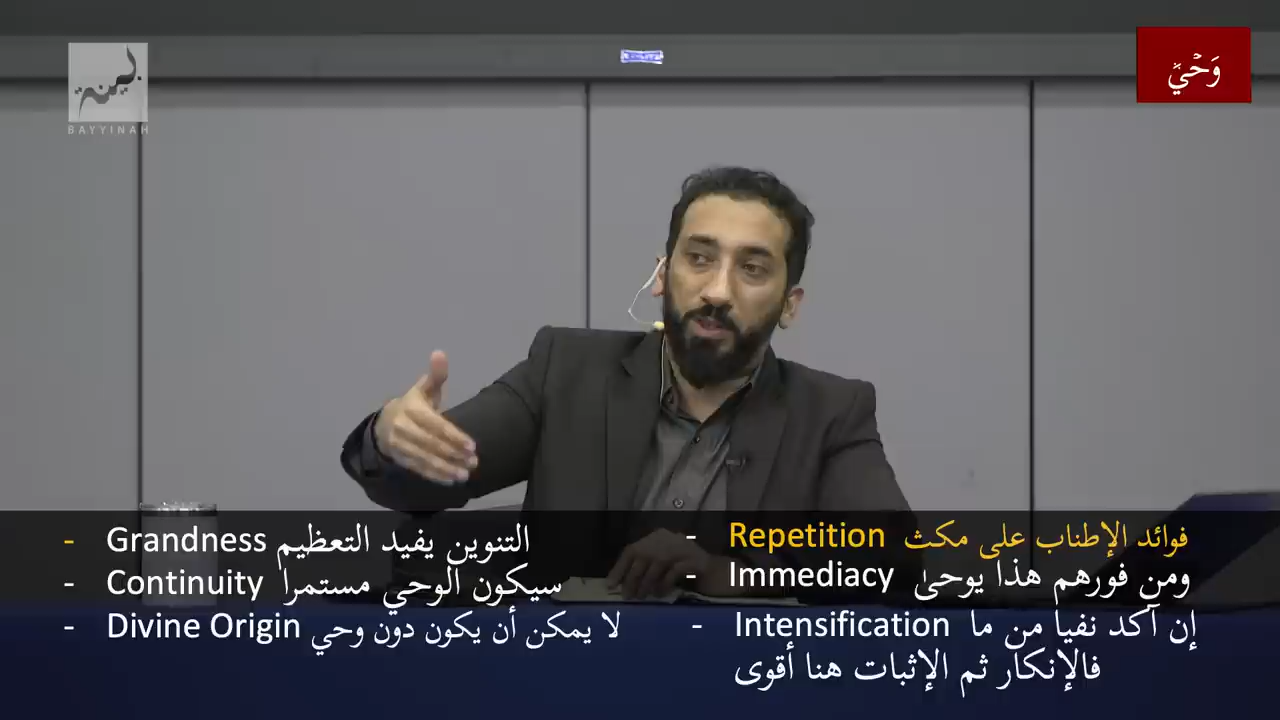 بينة
BAYYINAH
وَحْيٌ
- Grandness التنوين يفيد التعظيم
- Continuity سيكون الوحي مستمرا
- Divine Origin لا يمكن أن يكون دون وحي
- Repetition فوائد الإطناب على مكث
- Immediacy ومن فورهم هذا يوحىٰ
- Intensification إن آكد نفيا من ما
فالإنكار ثم الإثبات هنا أقوى